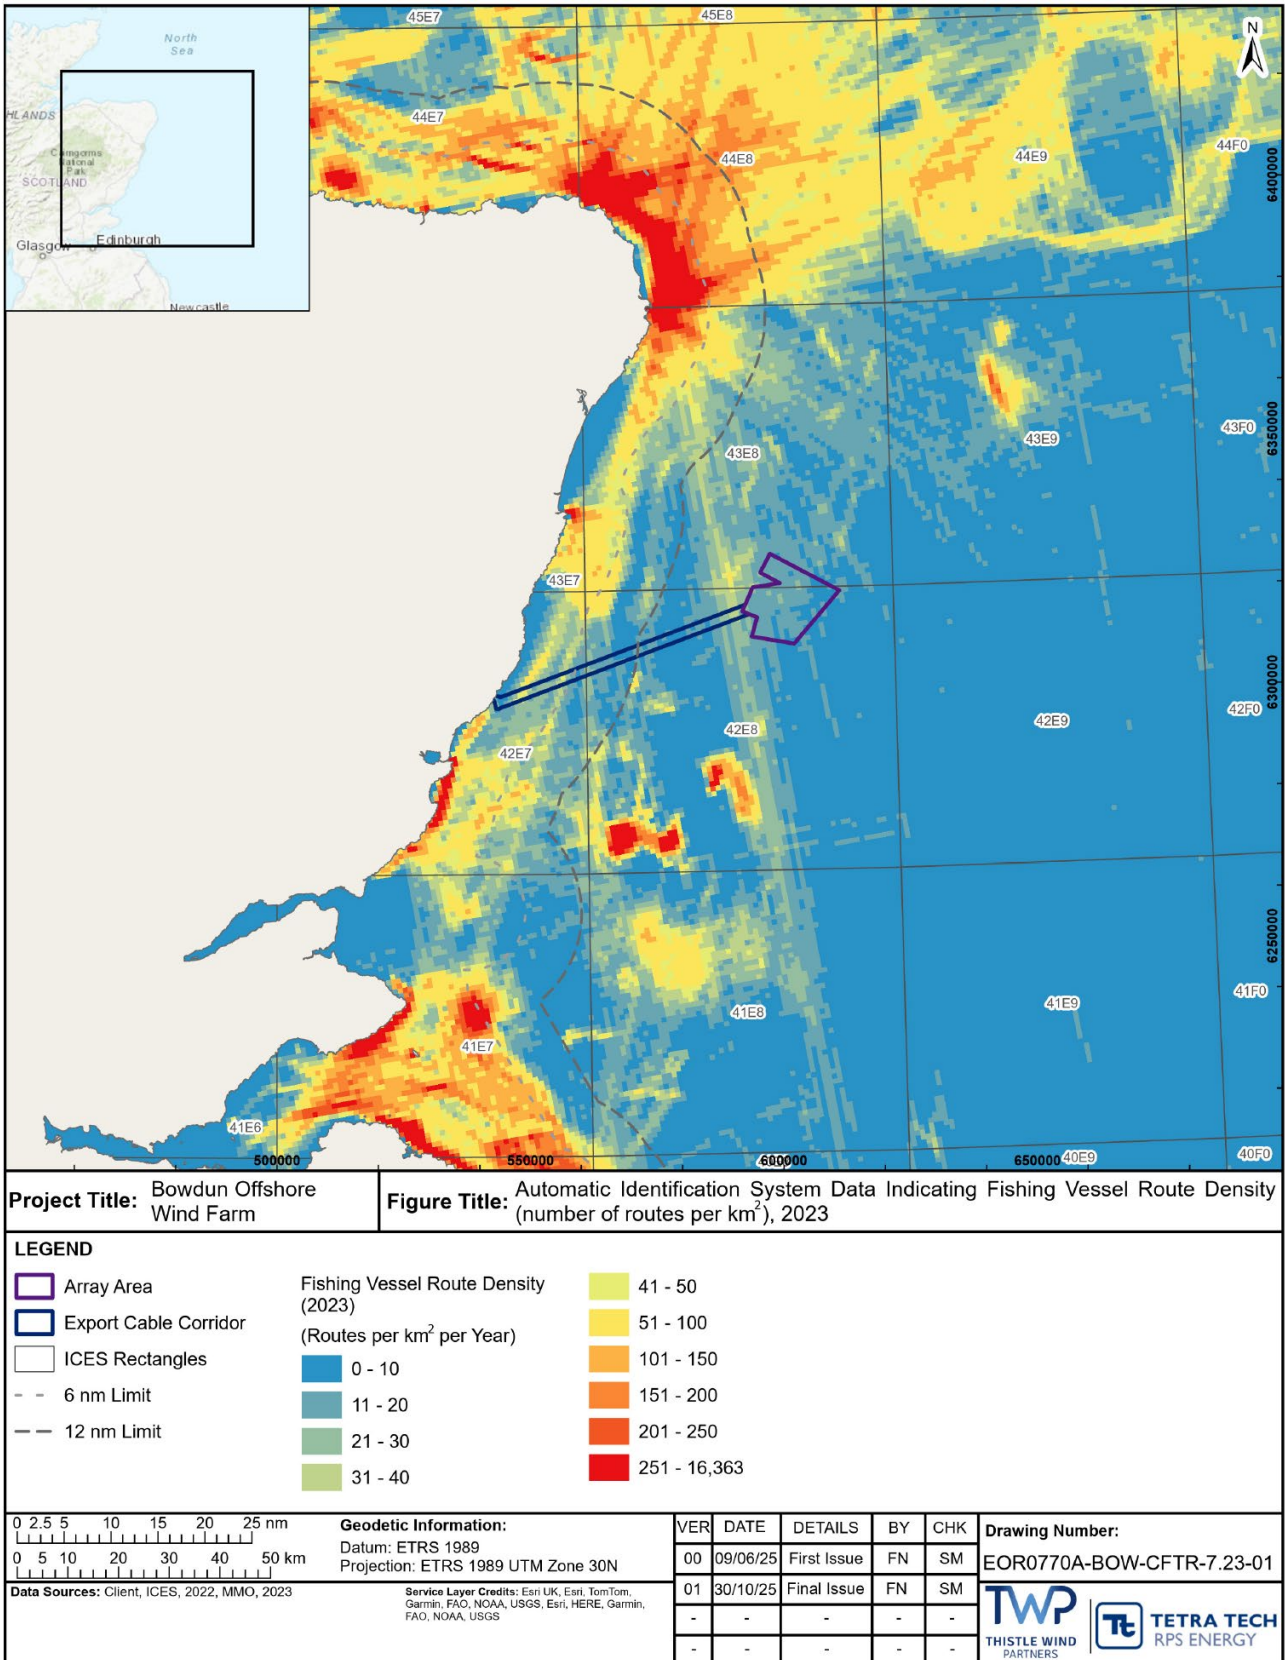 45E7
45E8
North
Sea
N
HLANDS
44E7
Cairngorms
National
Park
SCOTLAND
44E8
44E9
44F0
6400000
Glasgow
Edinburgh
Newcastle
43E8
43E9
43F0
6350000
43E7
42E7
42E8
42E9
42F0
6300000
6250000
41E7
41E8
41E9
41F0
41E6
500000
550000
600000
650000
40E9
40F0
Project Title: Bowdun Offshore
Wind Farm
Figure Title: Automatic Identification System Data Indicating Fishing Vessel Route Density
(number of routes per km²), 2023
LEGEND
Array Area
Export Cable Corridor
ICES Rectangles
6 nm Limit
12 nm Limit
Fishing Vessel Route Density
(2023)
(Routes per km² per Year)
0 - 10
11 - 20
21 - 30
31 - 40
41 - 50
51 - 100
101 - 150
151 - 200
201 - 250
251 - 16,363
0 2.5 5 10 15 20 25 nm
0 5 10 20 30 40 50 km
Geodetic Information:
Datum: ETRS 1989
Projection: ETRS 1989 UTM Zone 30N
Data Sources: Client, ICES, 2022, MMO, 2023
Service Layer Credits: Esri UK, Esri, TomTom,
Garmin, FAO, NOAA, USGS, Esri, HERE, Garmin,
FAO, NOAA, USGS
VER DATE DETAILS BY CHK
00 09/06/25 First Issue FN SM
01 30/10/25 Final Issue FN SM
- - - - -
- - - - -
Drawing Number:
EOR0770A-BOW-CFTR-7.23-01
TWP
THISTLE WIND
PARTNERS
Tt
TETRA TECH
RPS ENERGY